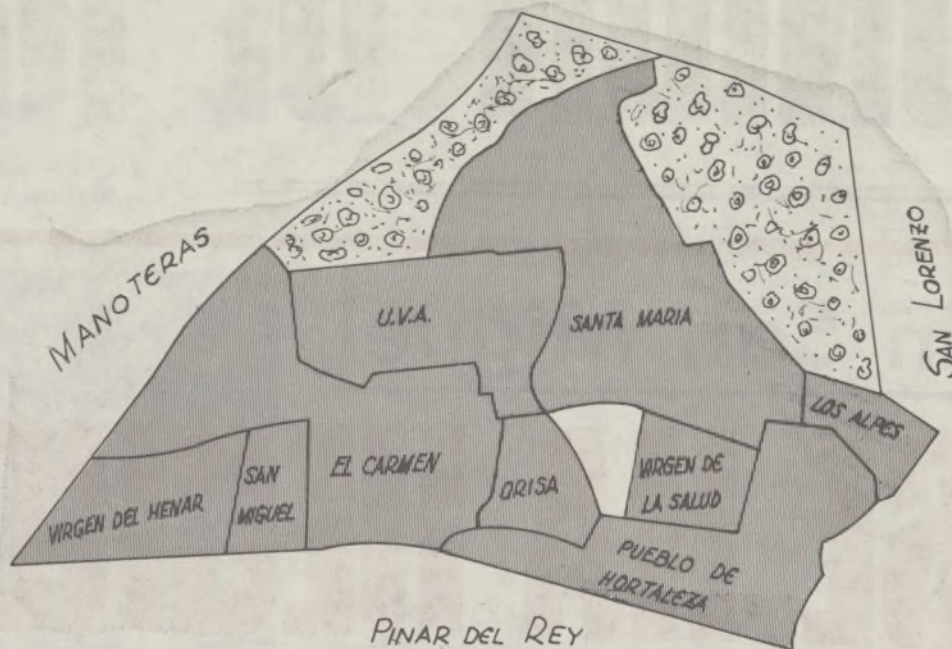 MANOTERAS
SAN LORENZO
U.V.A.
SANTA MARIA
LOS ALPES
EL CARMEN
SAN
MIGUEL
VIRGEN DEL HENAR
ORISA
VIRGEN DE
LA SALUD
PUEBLO DE
HORTALEZA
PINAR DEL REY